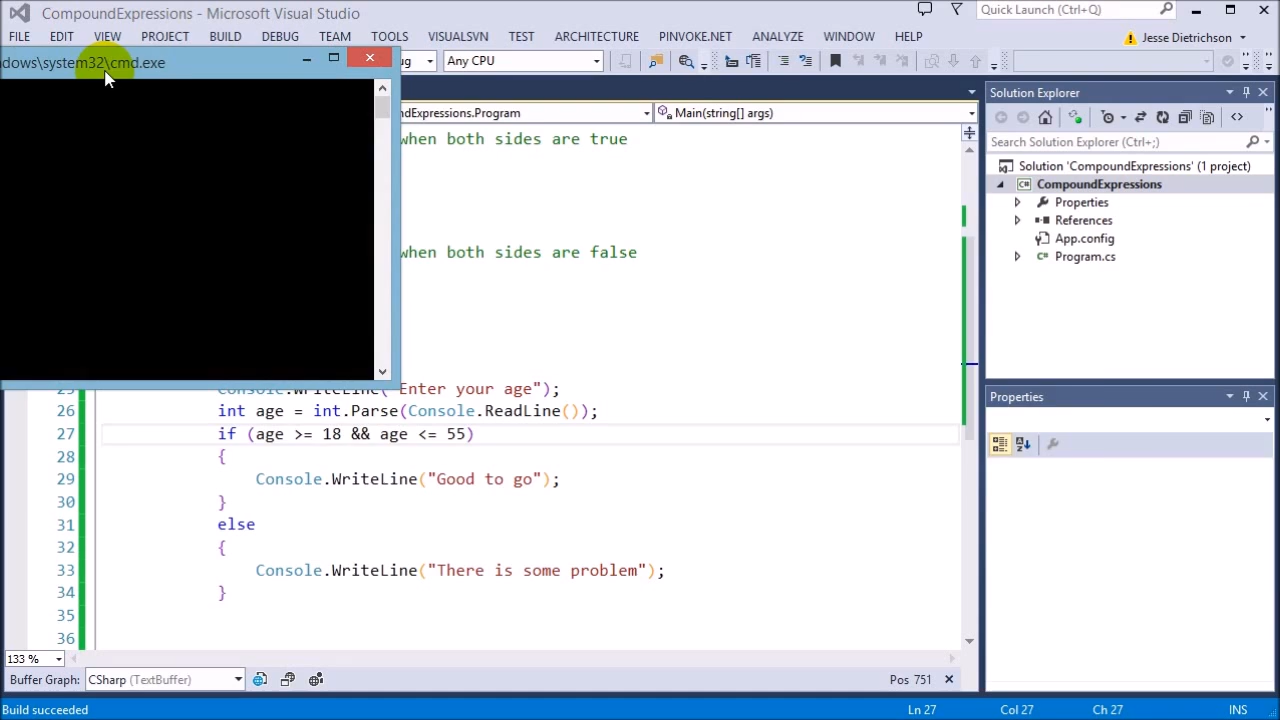 CompoundExpressions - Microsoft Visual Studio
Quick Launch (Ctrl+Q)
FILE EDIT VIEW PROJECT BUILD DEBUG TEAM TOOLS VISUALSVN TEST ARCHITECTURE PINVOKE.NET ANALYZE WINDOW HELP
Jesse Dietrichson
dows\system32\cmd.exe
ug
Any CPU
Solution Explorer
dExpressions.Program
Main(string[] args)
Search Solution Explorer (Ctrl+;)
Solution 'CompoundExpressions' (1 project)
CompoundExpressions
Properties
References
App.config
Program.cs
when both sides are true
when both sides are false
25 Console.WriteLine("Enter your age");
26 int age = int.Parse(Console.ReadLine());
27 if (age >= 18 && age <= 55)
28 {
29 Console.WriteLine("Good to go");
30 }
31 else
32 {
33 Console.WriteLine("There is some problem");
34 }
35
36
Properties
133 %
Buffer Graph: CSharp (TextBuffer)
Pos 751
Build succeeded
Ln 27 Col 27 Ch 27 INS